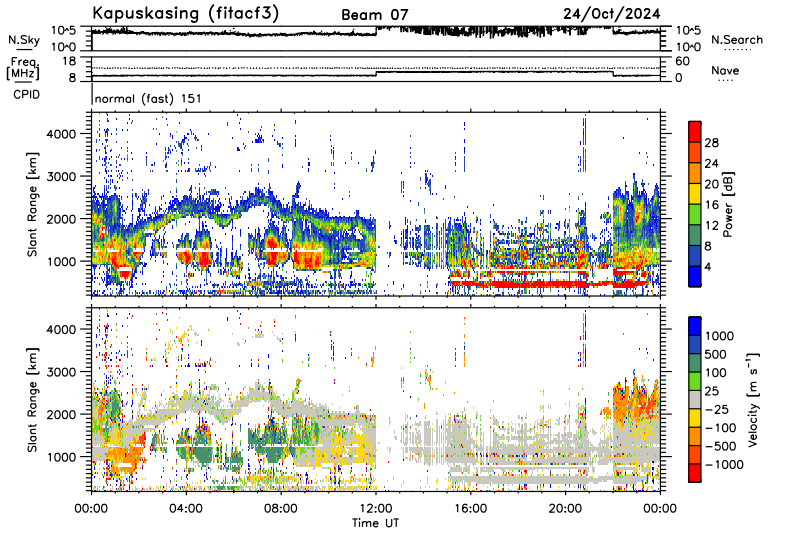 Kapuskasing (fitacf3) Beam 07 24/Oct/2024
N.Sky 10^5 10^0 10^5 10^0 N.Search
Freq. [MHz] 18 8 60 0 Nave
CPID normal (fast) 151
Slant Range [km]
4000
3000
2000
1000
Power [dB]
28
24
20
16
12
8
4
Slant Range [km]
4000
3000
2000
1000
Velocity [m s⁻¹]
1000
500
100
25
−25
−100
−500
−1000
00:00 04:00 08:00 12:00 16:00 20:00 00:00
Time UT